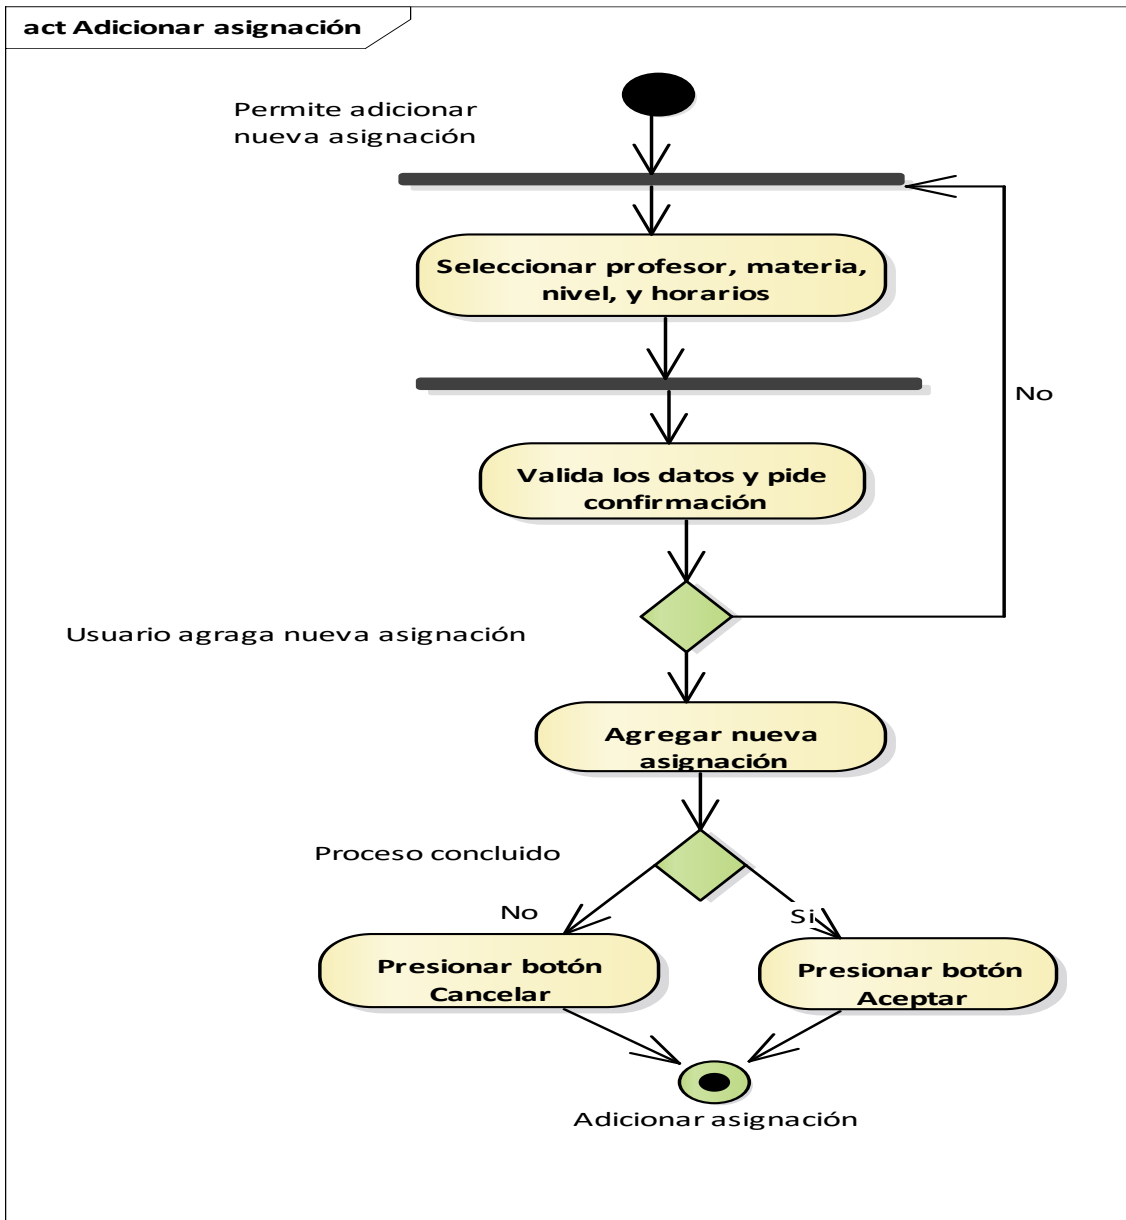 act Adicionar asignación
Permite adicionar
nueva asignación
Seleccionar profesor, materia,
nivel, y horarios
No
Valida los datos y pide
confirmación
Usuario agraga nueva asignación
Agregar nueva
asignación
Proceso concluido
No
Si
Presionar botón
Cancelar
Presionar botón
Aceptar
Adicionar asignación